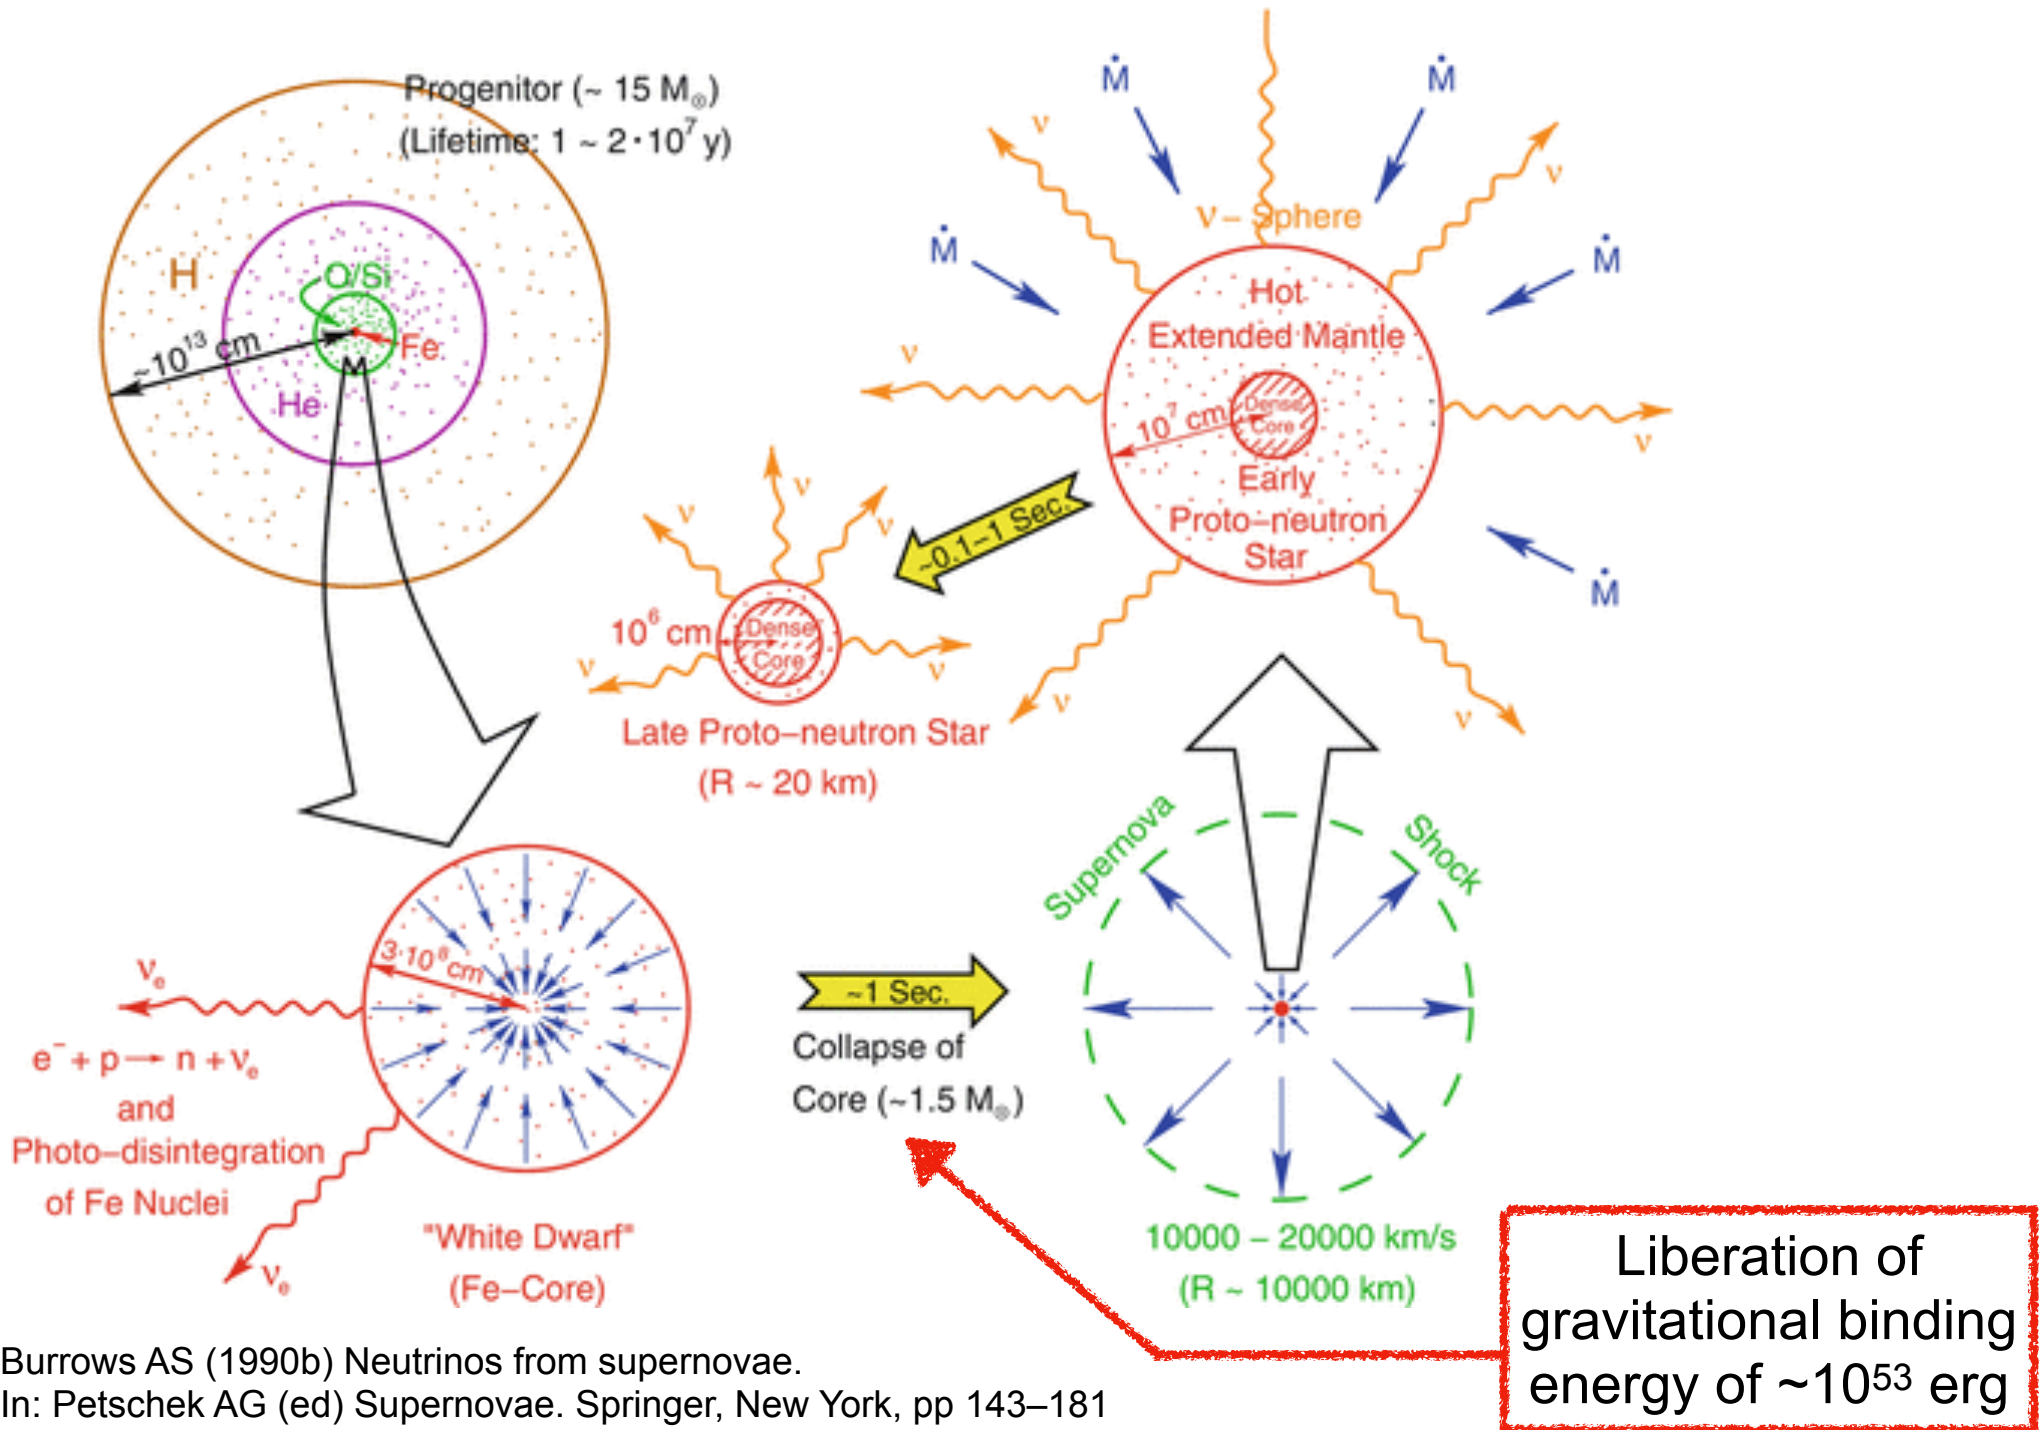 Progenitor (~ 15 M⊙)
(Lifetime: 1 ~ 2·10⁷ y)
H
O/Si
Fe
He
~10¹³ cm
Ṁ
Ṁ
Ṁ
Ṁ
Ṁ
ν
ν
ν
ν
ν
ν
ν – Sphere
Hot
Extended Mantle
Dense
Core
10⁷ cm
Early
Proto–neutron
Star
~0.1–1 Sec.
ν
ν
ν
ν
ν
10⁶ cm
Dense
Core
Late Proto–neutron Star
(R ~ 20 km)
3·10⁸ cm
νₑ
e⁻ + p → n + νₑ
and
Photo–disintegration
of Fe Nuclei
νₑ
"White Dwarf"
(Fe–Core)
~1 Sec.
Collapse of
Core (~1.5 M⊙)
Supernova
Shock
10000 – 20000 km/s
(R ~ 10000 km)
Liberation of
gravitational binding
energy of ~10⁵³ erg
Burrows AS (1990b) Neutrinos from supernovae.
In: Petschek AG (ed) Supernovae. Springer, New York, pp 143–181